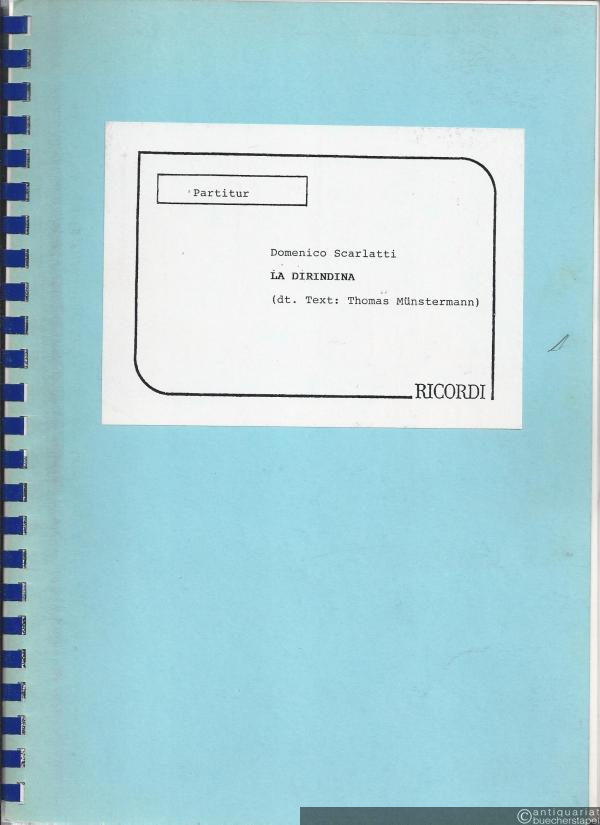 Partitur
Domenico Scarlatti
LA DIRINDINA
(dt. Text: Thomas Münstermann)
RICORDI
©antiquariat
buecherstapel